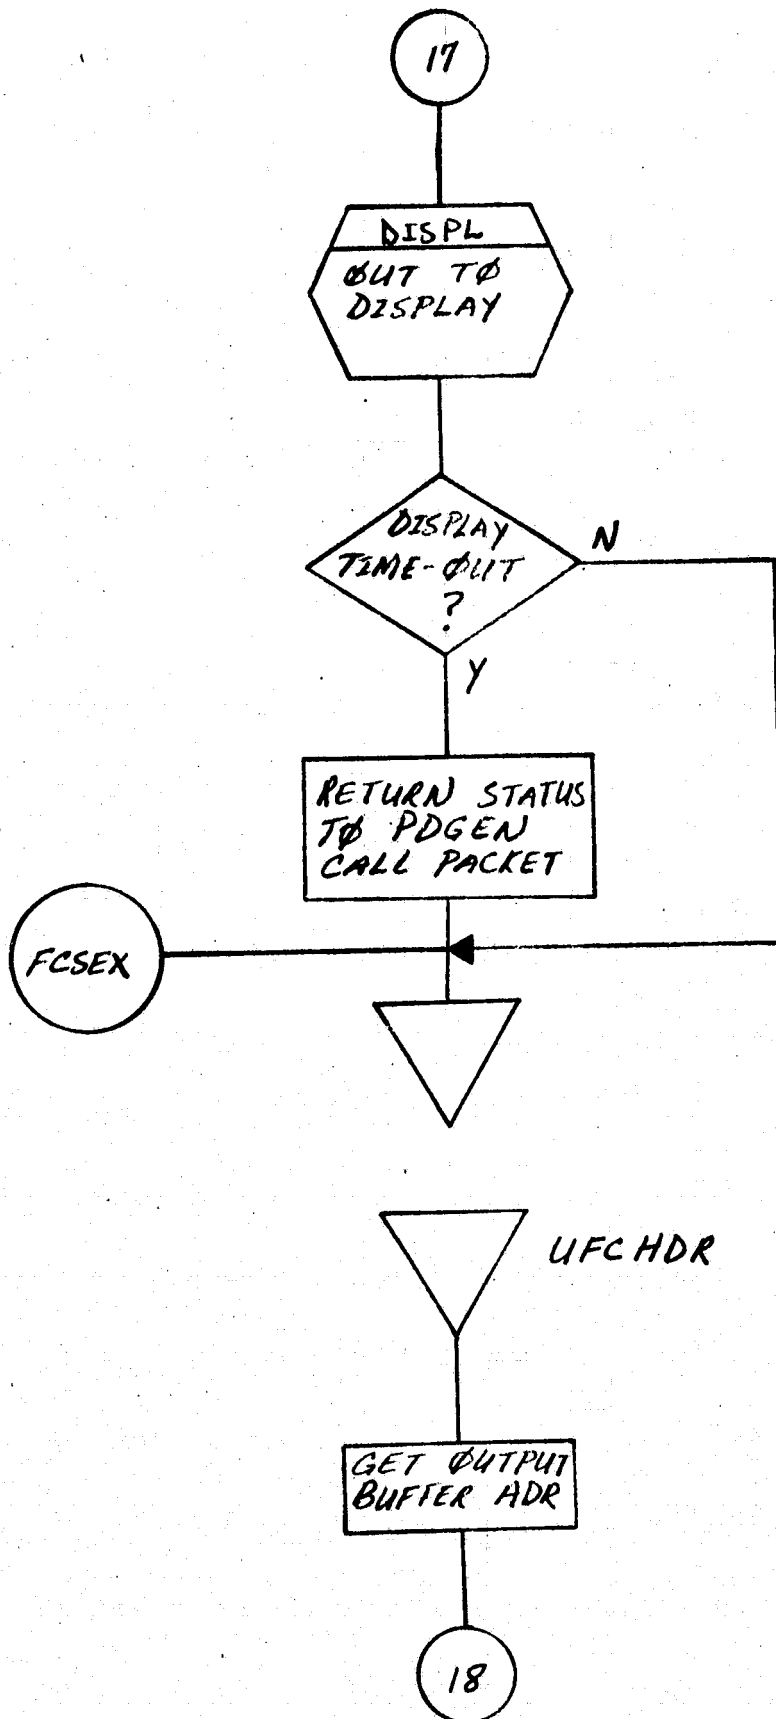 17
DISPL
ØUT TØ
DISPLAY
DISPLAY
TIME-ØUT
?
N
Y
RETURN STATUS
TØ PDGEN
CALL PACKET
FCSEX
UFCHDR
GET ØUTPUT
BUFFER ADR
18